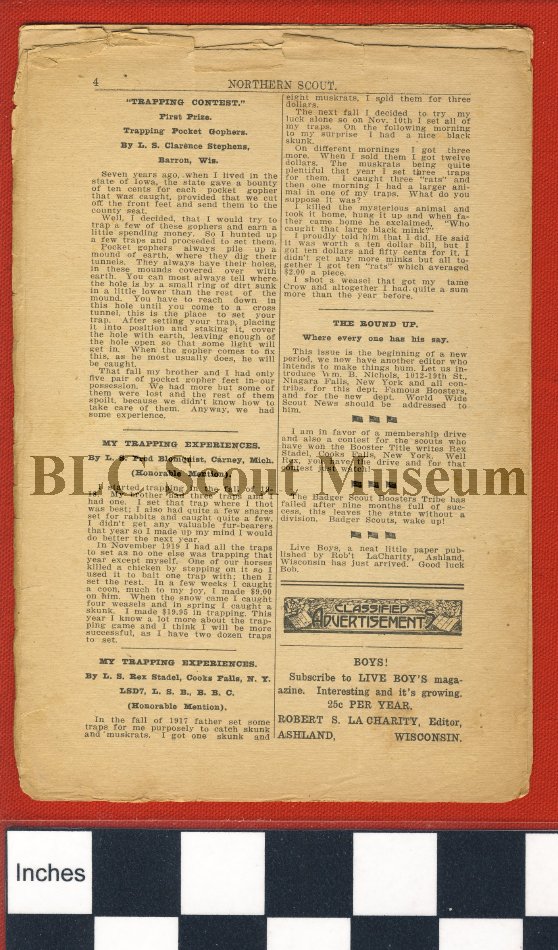 4
NORTHERN SCOUT.
"TRAPPING CONTEST."
First Prize.
Trapping Pocket Gophers.
By L. S. Clarence Stephens,
Barron, Wis.
Seven years ago, when I lived in the
state of Iowa, the state gave a bounty
of ten cents for each pocket gopher
that was caught, provided that we cut
off the front feet and send them to the
county seat.
Well, I decided, that I would try to
trap a few of these gophers and earn a
little spending money. So I hunted up
a few traps and proceeded to set them.
Pocket gophers always pile up a
mound of earth, where they dig their
tunnels. They always have their holes,
in these mounds covered over with
earth. You can most always tell where
the hole is by a small ring of dirt sunk
in a little lower than the rest of the
mound. You have to reach down in
this hole until you come to a cross
tunnel, this is the place to set your
trap. After setting your trap, placing
it into position and staking it, cover
the hole with earth, leaving enough of
the hole open so that some light will
get in. When the gopher comes to fix
this, as he most usually does, he will
be caught.
That fall my brother and I had only
five pair of pocket gopher feet in our
possession. We had more but some of
them were lost and the rest of them
spoilt, because we didn't know how to
take care of them. Anyway, we had
some experience.
MY TRAPPING EXPERIENCES.
By L. S. Fred Blomquist, Carney, Mich.
(Honorable Mention)
I started trapping in the fall of 19-
My brother had three traps and I
had one. I set that trap where I thot
was best; I also had quite a few snares
set for rabbits and caught quite a few.
I didn't get any valuable fur-bearers
that year so I made up my mind I would
do better the next year.
In November 1919 I had all the traps
to set as no one else was trapping that
year except myself. One of our horses
killed a chicken by stepping on it so I
used it to bait one trap with; then I
set the rest. In a few weeks I caught
a coon, much to my joy, I made $9.00
on him. When the snow came I caught
four weasels and in spring I caught a
skunk. I made $19.95 in trapping. This
year I know a lot more about the trap-
ping game and I think I will be more
successful, as I have two dozen traps
to set.
MY TRAPPING EXPERIENCES.
By L. S. Rex Stadel, Cooks Falls, N. Y.
LSD7, L. S. B., B. B. C.
(Honorable Mention).
In the fall of 1917 father set some
traps for me purposely to catch skunk
and muskrats. I got one skunk and
eight muskrats, I sold them for three
dollars.
The next fall I decided to try my
luck alone so on Nov. 10th I set all of
my traps. On the following morning
to my surprise I had a nice black
skunk.
On different mornings I got three
more. When I sold them I got twelve
dollars. The muskrats being quite
plentiful that year I set three traps
for them. I caught three "rats" and
then one morning I had a larger ani-
mal in one of my traps. What do you
suppose it was?
I killed the mysterious animal and
took it home, hung it up and when fa-
ther came home he exclaimed, "Who
caught that large black mink?"
I proudly told him that I did. He said
it was worth a ten dollar bill, but I
got ten dollars and fifty cents for it. I
didn't get any more minks but all to-
gether I got ten "rats" which averaged
$2.00 a piece.
I shot a weasel that got my tame
Crow and altogether I had quite a sum
more than the year before.
THE ROUND UP.
Where every one has his say.
This issue is the beginning of a new
period, we now have another editor who
intends to make things hum. Let us in-
troduce Wm. B. Nichols, 1012-19th St.,
Niagara Falls, New York and all con-
tribs. for this dept. Famous Boosters,
and for the new dept. World Wide
Scout News should be addressed to
him.
I am in favor of a membership drive
and also a contest for the scouts who
have won the Booster Title writes Rex
Stadel, Cooks Falls, New York. Well
Rex, you have the drive and for that
contest just
The Badger Scout Boosters Tribe has
failed after nine months full of suc-
cess, this leaves the state without a
division. Badger Scouts, wake up!
Live Boys, a neat little paper pub-
lished by Rob't LaCharity, Ashland,
Wisconsin has just arrived. Good luck
Bob.
CLASSIFIED
ADVERTISEMENTS
BOYS!
Subscribe to LIVE BOY'S maga-
azine. Interesting and it's growing.
25c PER YEAR.
ROBERT S. LA CHARITY, Editor,
ASHLAND, WISCONSIN.
BLC Scout Museum
Inches